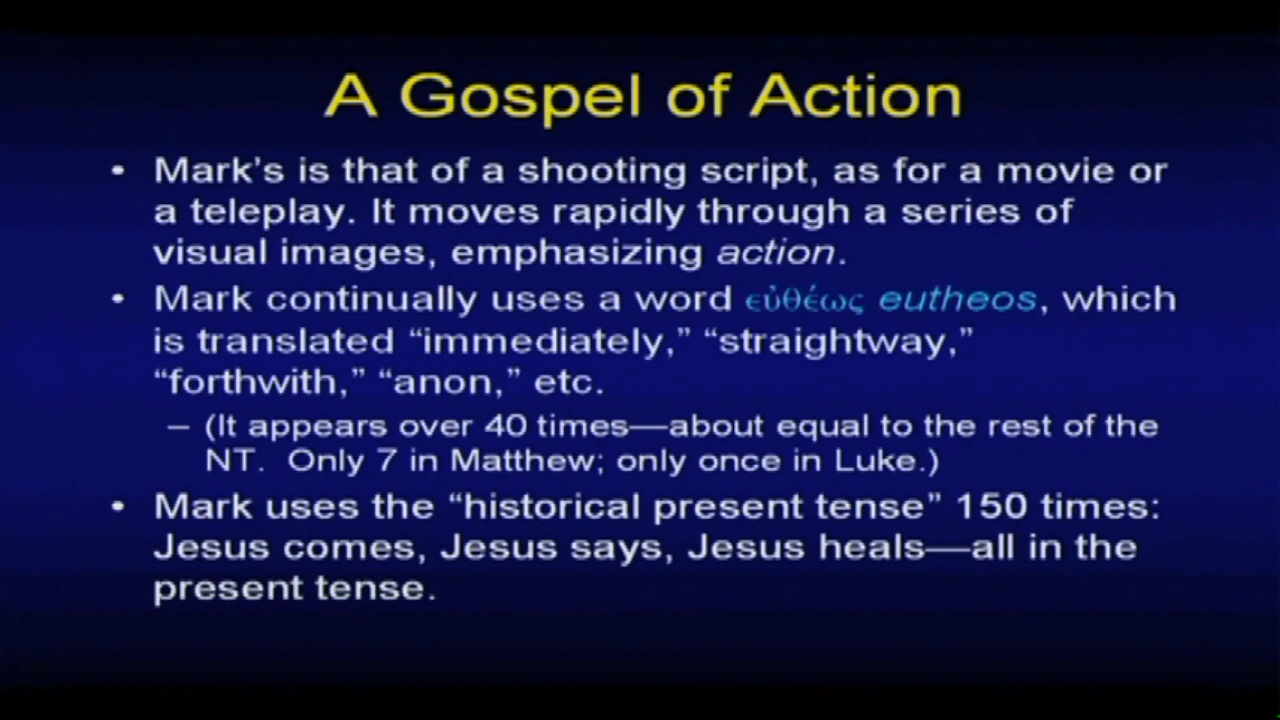 A Gospel of Action
• Mark's is that of a shooting script, as for a movie or
a teleplay. It moves rapidly through a series of
visual images, emphasizing action.
• Mark continually uses a word εὐθέως eutheos, which
is translated “immediately,” “straightway,”
“forthwith,” “anon,” etc.
– (It appears over 40 times—about equal to the rest of the
NT. Only 7 in Matthew; only once in Luke.)
• Mark uses the “historical present tense” 150 times:
Jesus comes, Jesus says, Jesus heals—all in the
present tense.